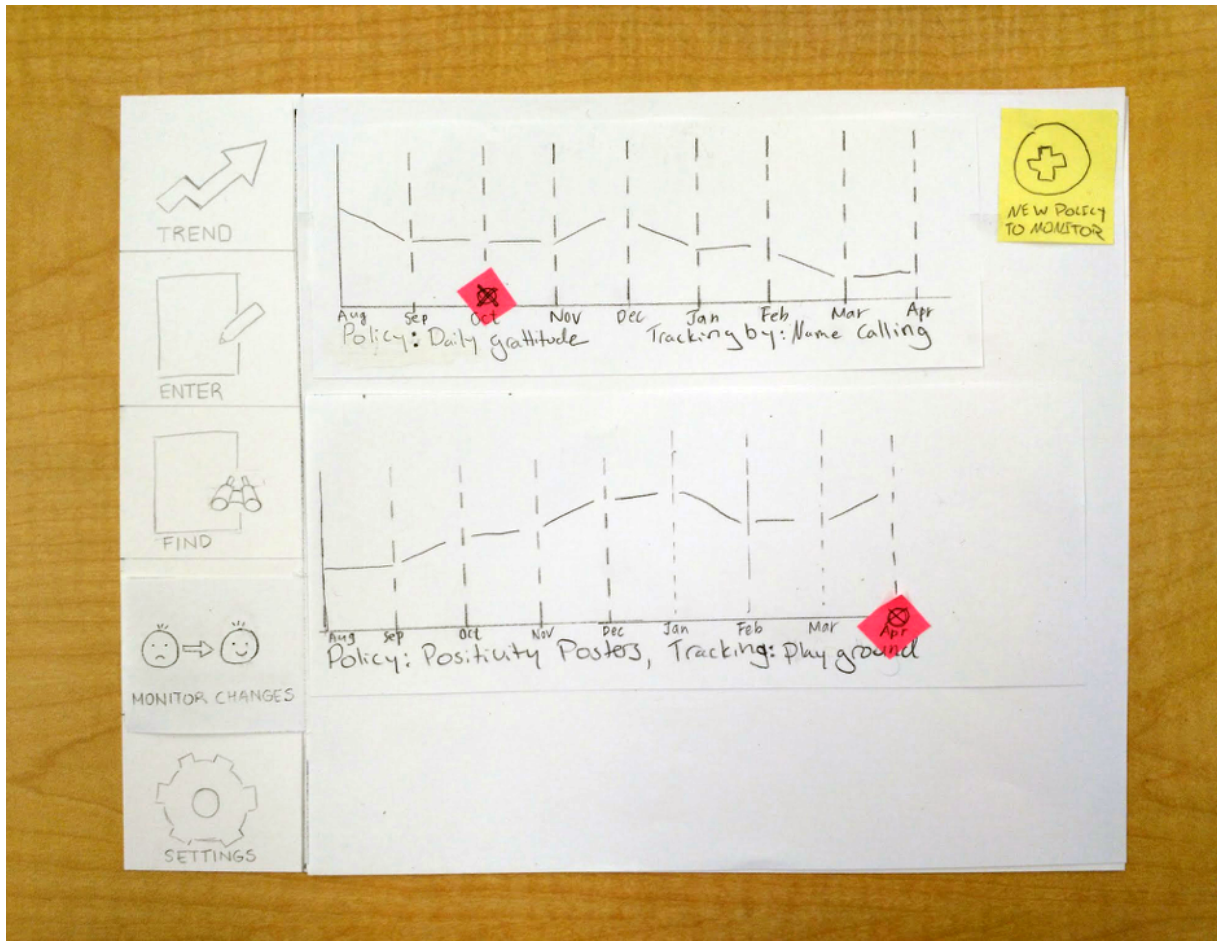 TREND
ENTER
FIND
MONITOR CHANGES
SETTINGS
Aug Sep Oct Nov Dec Jan Feb Mar Apr
Policy: Daily grattitude Tracking by: Name calling
NEW POLICY
TO MONITOR
Aug Sep Oct Nov Dec Jan Feb Mar Apr
Policy: Positivity Posters, Tracking: Play ground